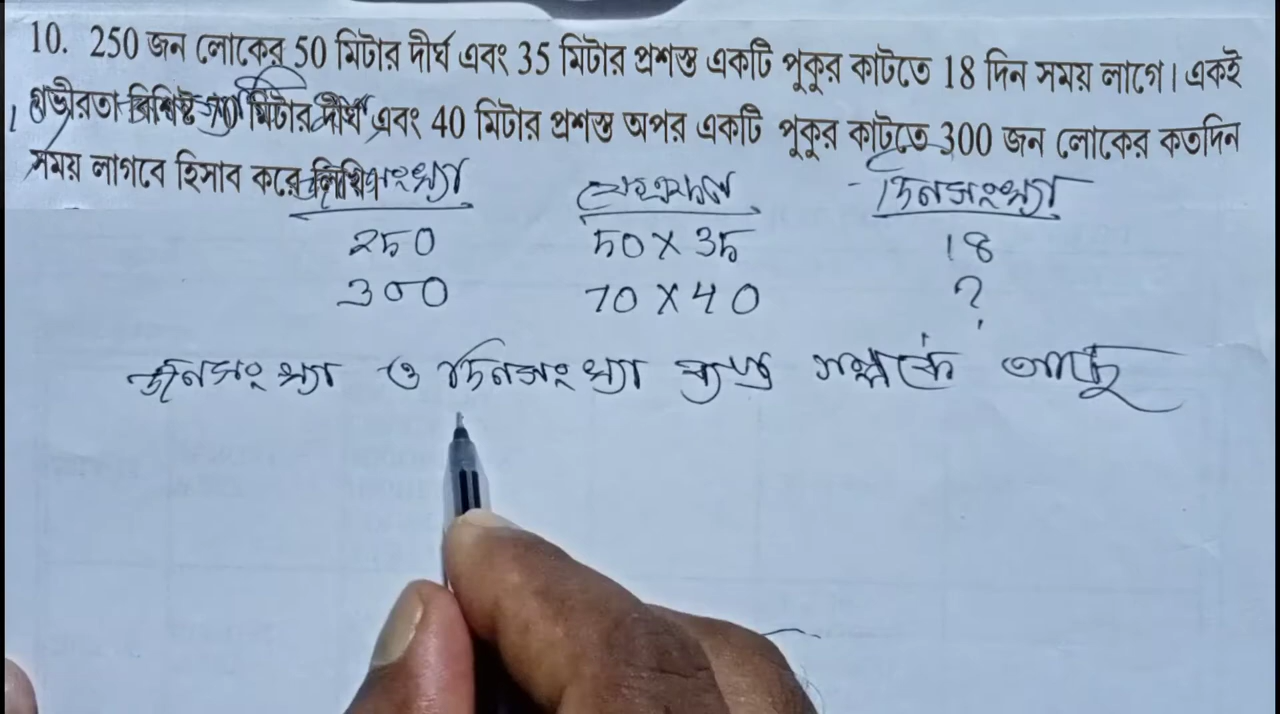 10. 250 জন লোকের 50 মিটার দীর্ঘ এবং 35 মিটার প্রশস্ত একটি পুকুর কাটতে 18 দিন সময় লাগে। একই
গভীরতা বিশিষ্ট 70 মিটার দীর্ঘ এবং 40 মিটার প্রশস্ত অপর একটি পুকুর কাটতে 300 জন লোকের কতদিন
সময় লাগবে হিসাব করে লিখি।
জনসংখ্যা ক্ষেত্রফল দিনসংখ্যা
250 50 × 35 18
300 70 × 40 ?
জনসংখ্যা ও দিনসংখ্যা ব্যস্ত সম্পর্কে আছে